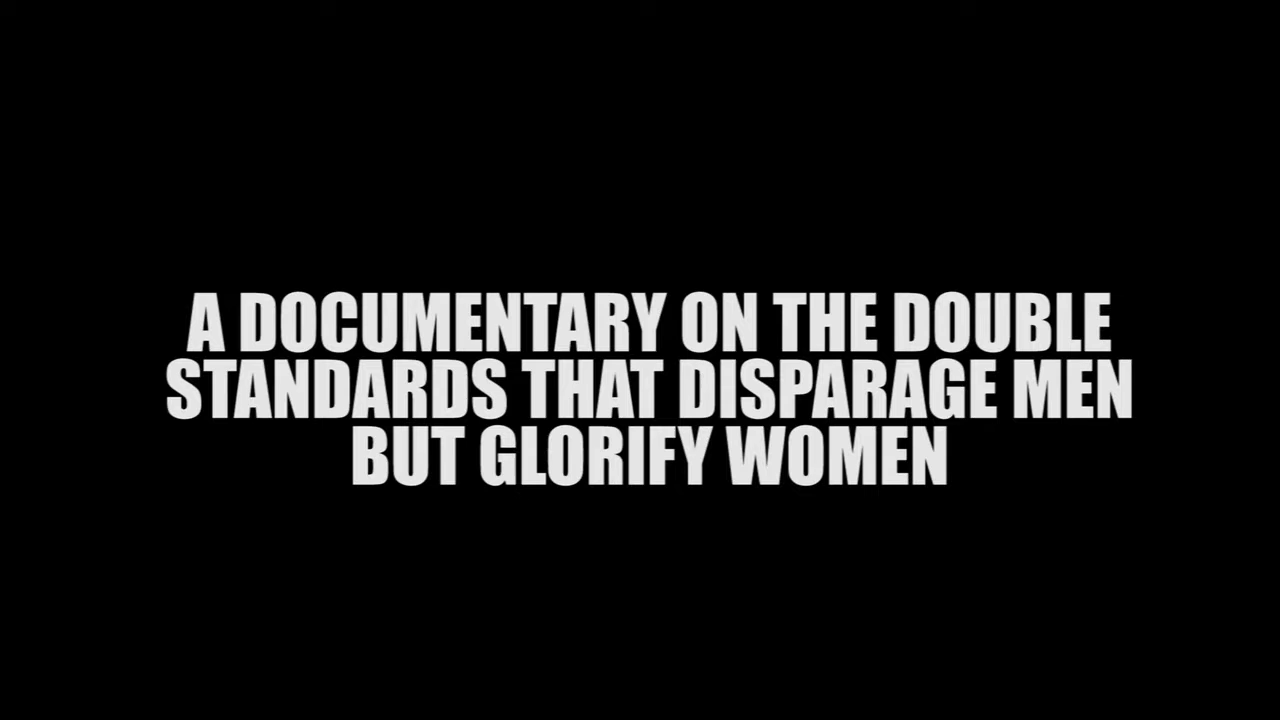 A DOCUMENTARY ON THE DOUBLE
STANDARDS THAT DISPARAGE MEN
BUT GLORIFY WOMEN